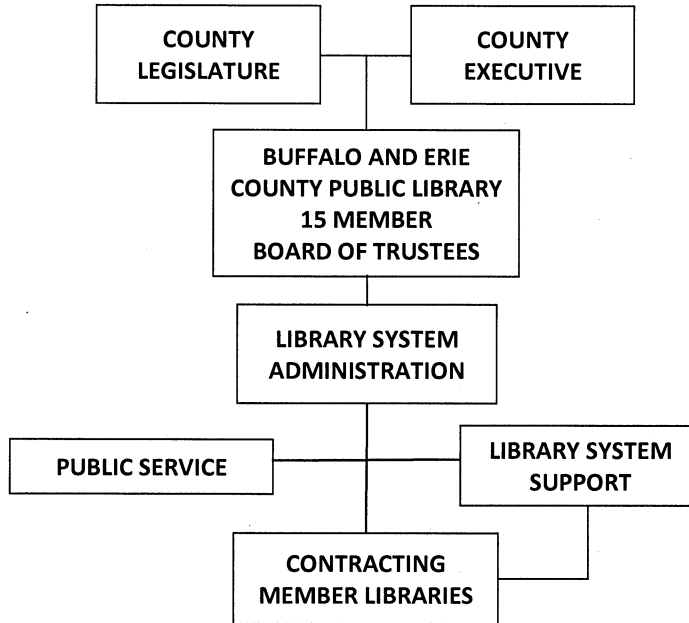 COUNTY
LEGISLATURE
COUNTY
EXECUTIVE
BUFFALO AND ERIE
COUNTY PUBLIC LIBRARY
15 MEMBER
BOARD OF TRUSTEES
LIBRARY SYSTEM
ADMINISTRATION
PUBLIC SERVICE
LIBRARY SYSTEM
SUPPORT
CONTRACTING
MEMBER LIBRARIES